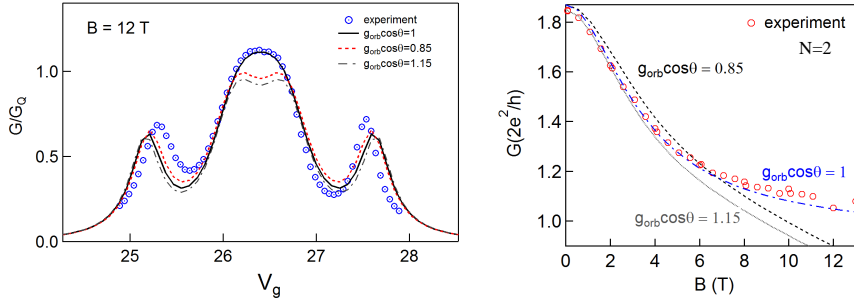 B = 12 T
experiment
g_orb cosθ=1
g_orb cosθ=0.85
g_orb cosθ=1.15
G/G_Q
1.0
0.5
0.0
25
26
27
28
V_g
experiment
N=2
g_orb cosθ = 0.85
g_orb cosθ = 1
g_orb cosθ = 1.15
G(2e²/h)
1.8
1.6
1.4
1.2
1.0
0
2
4
6
8
10
12
B (T)